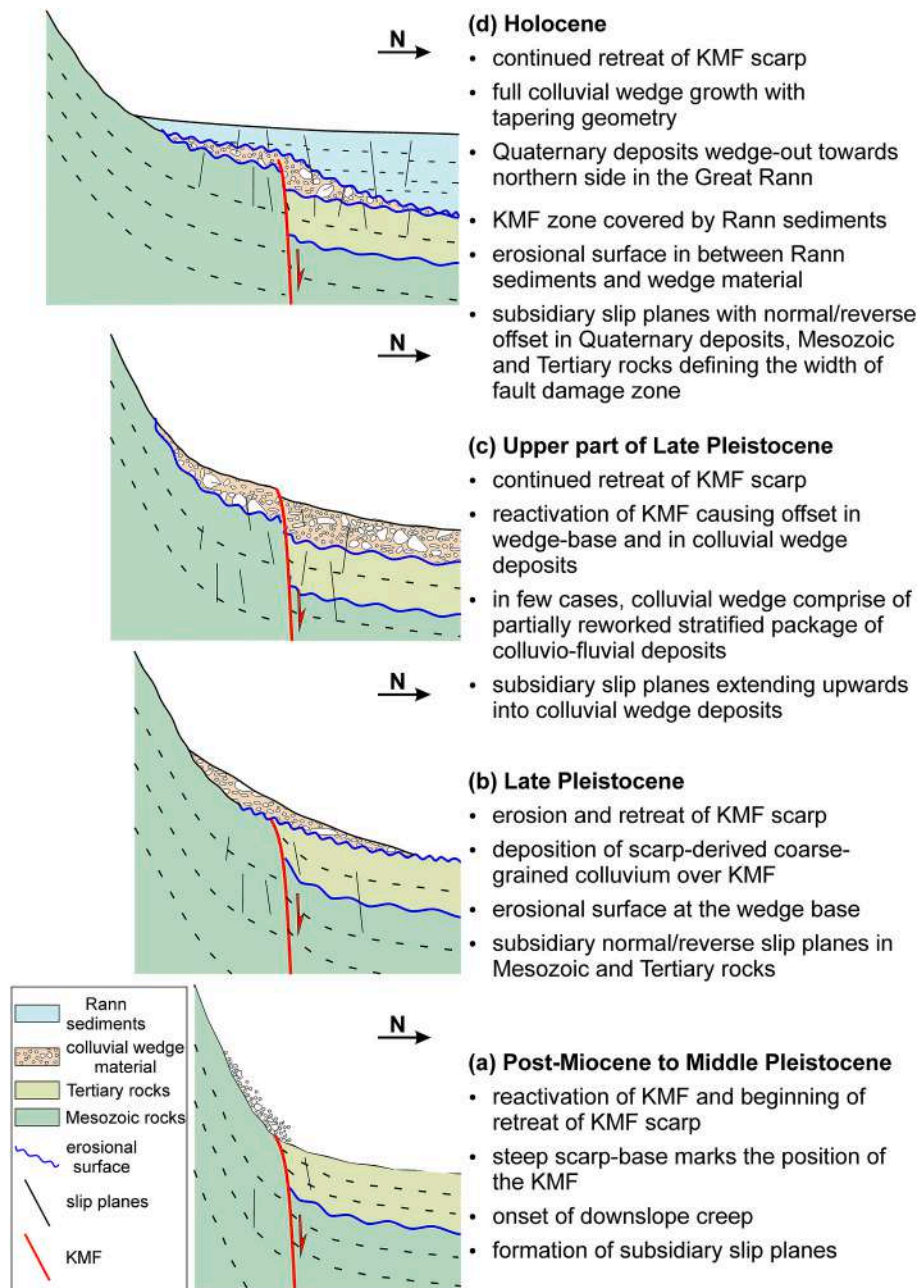 N
(d) Holocene
• continued retreat of KMF scarp
• full colluvial wedge growth with
tapering geometry
• Quaternary deposits wedge-out towards
northern side in the Great Rann
• KMF zone covered by Rann sediments
• erosional surface in between Rann
sediments and wedge material
• subsidiary slip planes with normal/reverse
offset in Quaternary deposits, Mesozoic
and Tertiary rocks defining the width of
fault damage zone
N
(c) Upper part of Late Pleistocene
• continued retreat of KMF scarp
• reactivation of KMF causing offset in
wedge-base and in colluvial wedge
deposits
• in few cases, colluvial wedge comprise of
partially reworked stratified package of
colluvio-fluvial deposits
• subsidiary slip planes extending upwards
into colluvial wedge deposits
N
(b) Late Pleistocene
• erosion and retreat of KMF scarp
• deposition of scarp-derived coarse-
grained colluvium over KMF
• erosional surface at the wedge base
• subsidiary normal/reverse slip planes in
Mesozoic and Tertiary rocks
N
(a) Post-Miocene to Middle Pleistocene
• reactivation of KMF and beginning of
retreat of KMF scarp
• steep scarp-base marks the position of
the KMF
• onset of downslope creep
• formation of subsidiary slip planes
Rann
sediments
colluvial wedge
material
Tertiary rocks
Mesozoic rocks
erosional
surface
slip planes
KMF